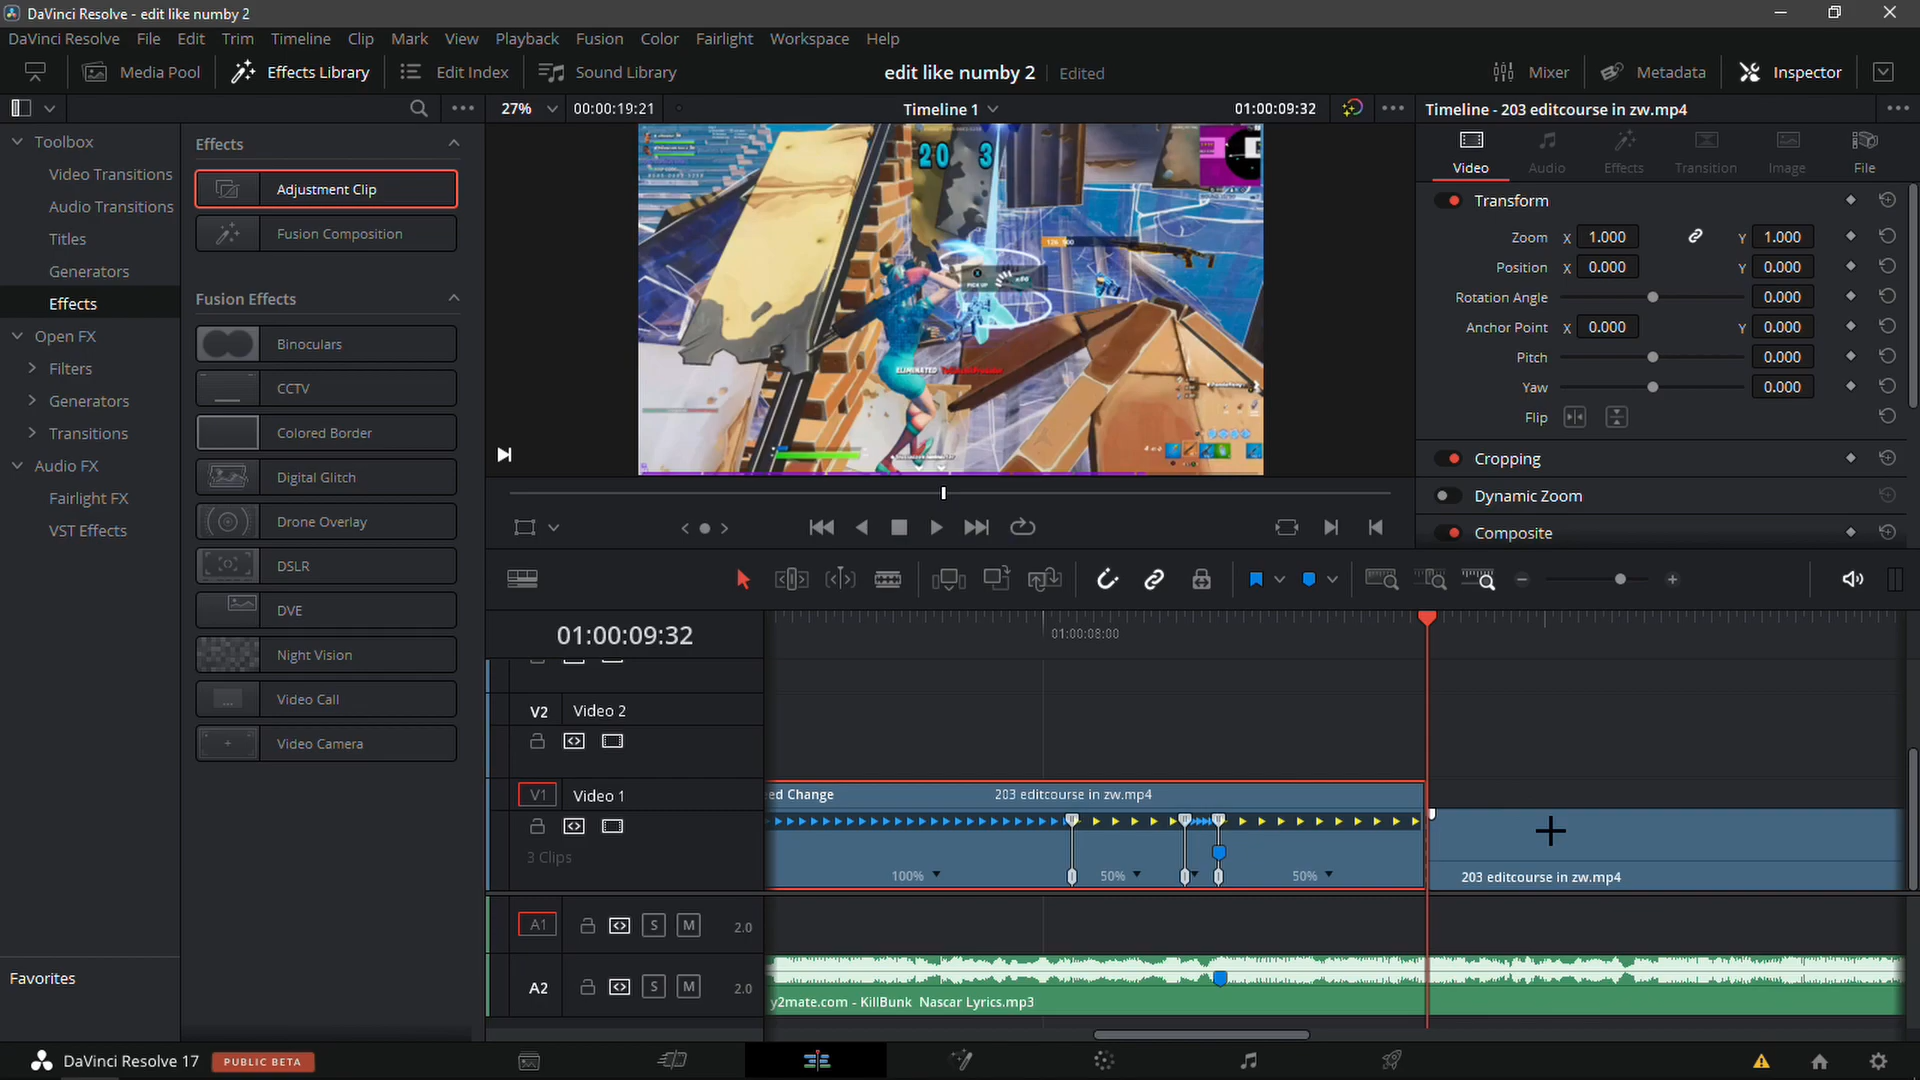 DaVinci Resolve - edit like numby 2
DaVinci Resolve File Edit Trim Timeline Clip Mark View Playback Fusion Color Fairlight Workspace Help
Media Pool Effects Library Edit Index Sound Library edit like numby 2 Edited Mixer Metadata Inspector
27% 00:00:19:21 Timeline 1 01:00:09:32 Timeline - 203 editcourse in zw.mp4
Toolbox
Video Transitions
Audio Transitions
Titles
Generators
Effects
Open FX
Filters
Generators
Transitions
Audio FX
Fairlight FX
VST Effects
Favorites
Effects
Adjustment Clip
Fusion Composition
Fusion Effects
Binoculars
CCTV
Colored Border
Digital Glitch
Drone Overlay
DSLR
DVE
Night Vision
Video Call
Video Camera
20 3
PICK UP
ELIMINATED
Video Audio Effects Transition Image File
Transform
Zoom X 1.000 Y 1.000
Position X 0.000 Y 0.000
Rotation Angle 0.000
Anchor Point X 0.000 Y 0.000
Pitch 0.000
Yaw 0.000
Flip
Cropping
Dynamic Zoom
Composite
01:00:09:32
01:00:08:00
V2 Video 2
V1 Video 1
3 Clips
ed Change 203 editcourse in zw.mp4
100% 50% 50%
203 editcourse in zw.mp4
A1 S M 2.0
A2 S M 2.0
y2mate.com - KillBunk Nascar Lyrics.mp3
DaVinci Resolve 17 PUBLIC BETA